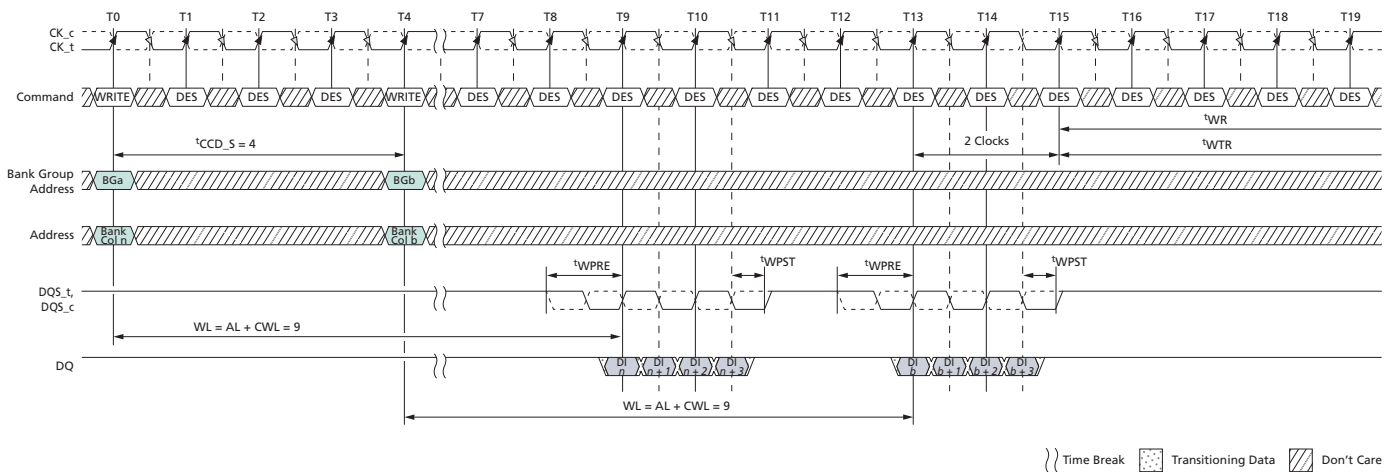 T0 T1 T2 T3 T4 T7 T8 T9 T10 T11 T12 T13 T14 T15 T16 T17 T18 T19
CK_c
CK_t
Command WRITE DES DES DES WRITE DES DES DES DES DES DES DES DES DES DES DES DES DES
tWR
tCCD_S = 4 2 Clocks
tWTR
Bank Group
Address BGa BGb
Address Bank
Col n Bank
Col b
tWPRE tWPST tWPRE tWPST
DQS_t,
DQS_c
WL = AL + CWL = 9
DQ DI
n DI
n + 1 DI
n + 2 DI
n + 3 DI
b DI
b + 1 DI
b + 2 DI
b + 3
WL = AL + CWL = 9
Time Break Transitioning Data Don't Care